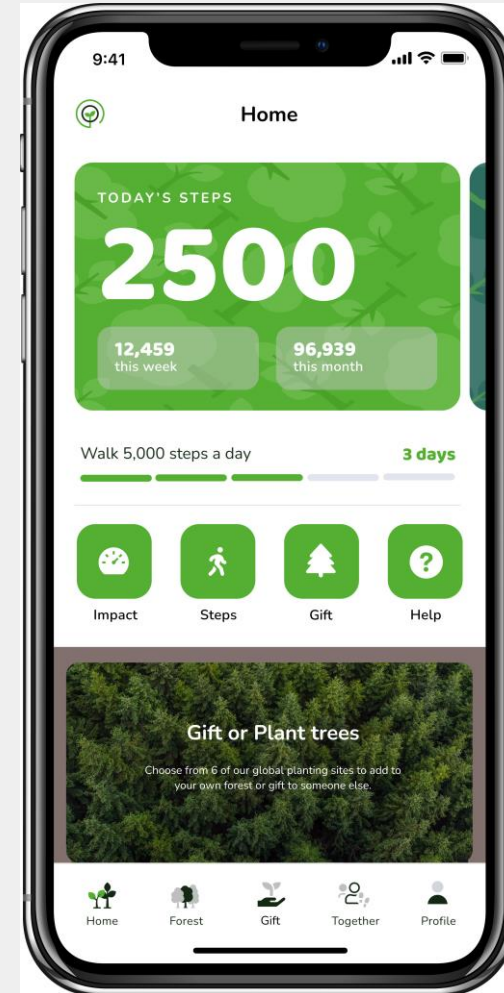 9:41
Home
TODAY'S STEPS
2500
12,459
this week
96,939
this month
Walk 5,000 steps a day
3 days
Impact
Steps
Gift
Help
Gift or Plant trees
Choose from 6 of our global planting sites to add to
your own forest or gift to someone else.
Home
Forest
Gift
Together
Profile